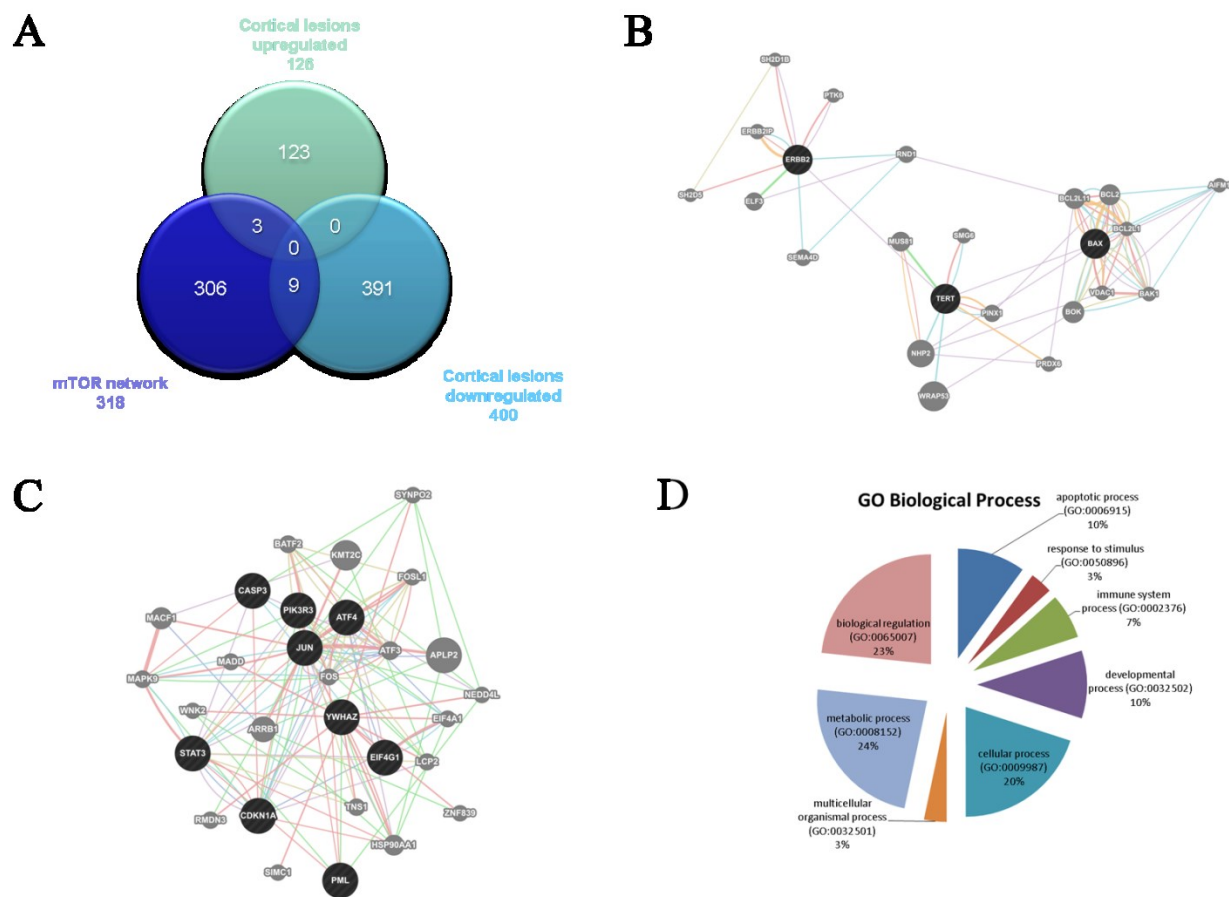 A
Cortical lesions
upregulated
126
123
3
0
0
306
9
391
mTOR network
318
Cortical lesions
downregulated
400
B
SH2D1B
PTK6
ERBB2IP
ERBB2
RND1
SH2D5
ELF3
SEMA4D
BCL2L11
BCL2
AIFM1
BCL2L1
BAX
MUS81
SMG6
VDAC1
BAK1
TERT
PINX1
BOK
NHP2
PRDX6
WRAP53
C
SYNPO2
BATF2
KMT2C
FOSL1
CASP3
PIK3R3
ATF4
MACF1
JUN
ATF3
APLP2
MADD
MAPK9
FOS
NEDD4L
WNK2
YWHAZ
EIF4A1
ARRB1
STAT3
EIF4G1
LCP2
TNS1
ZNF839
RMDN3
CDKN1A
HSP90AA1
SIMC1
PML
D
GO Biological Process
apoptotic process
(GO:0006915)
10%
response to stimulus
(GO:0050896)
3%
immune system
process (GO:0002376)
7%
developmental
process (GO:0032502)
10%
cellular process
(GO:0009987)
20%
multicellular
organismal process
(GO:0032501)
3%
metabolic process
(GO:0008152)
24%
biological regulation
(GO:0065007)
23%